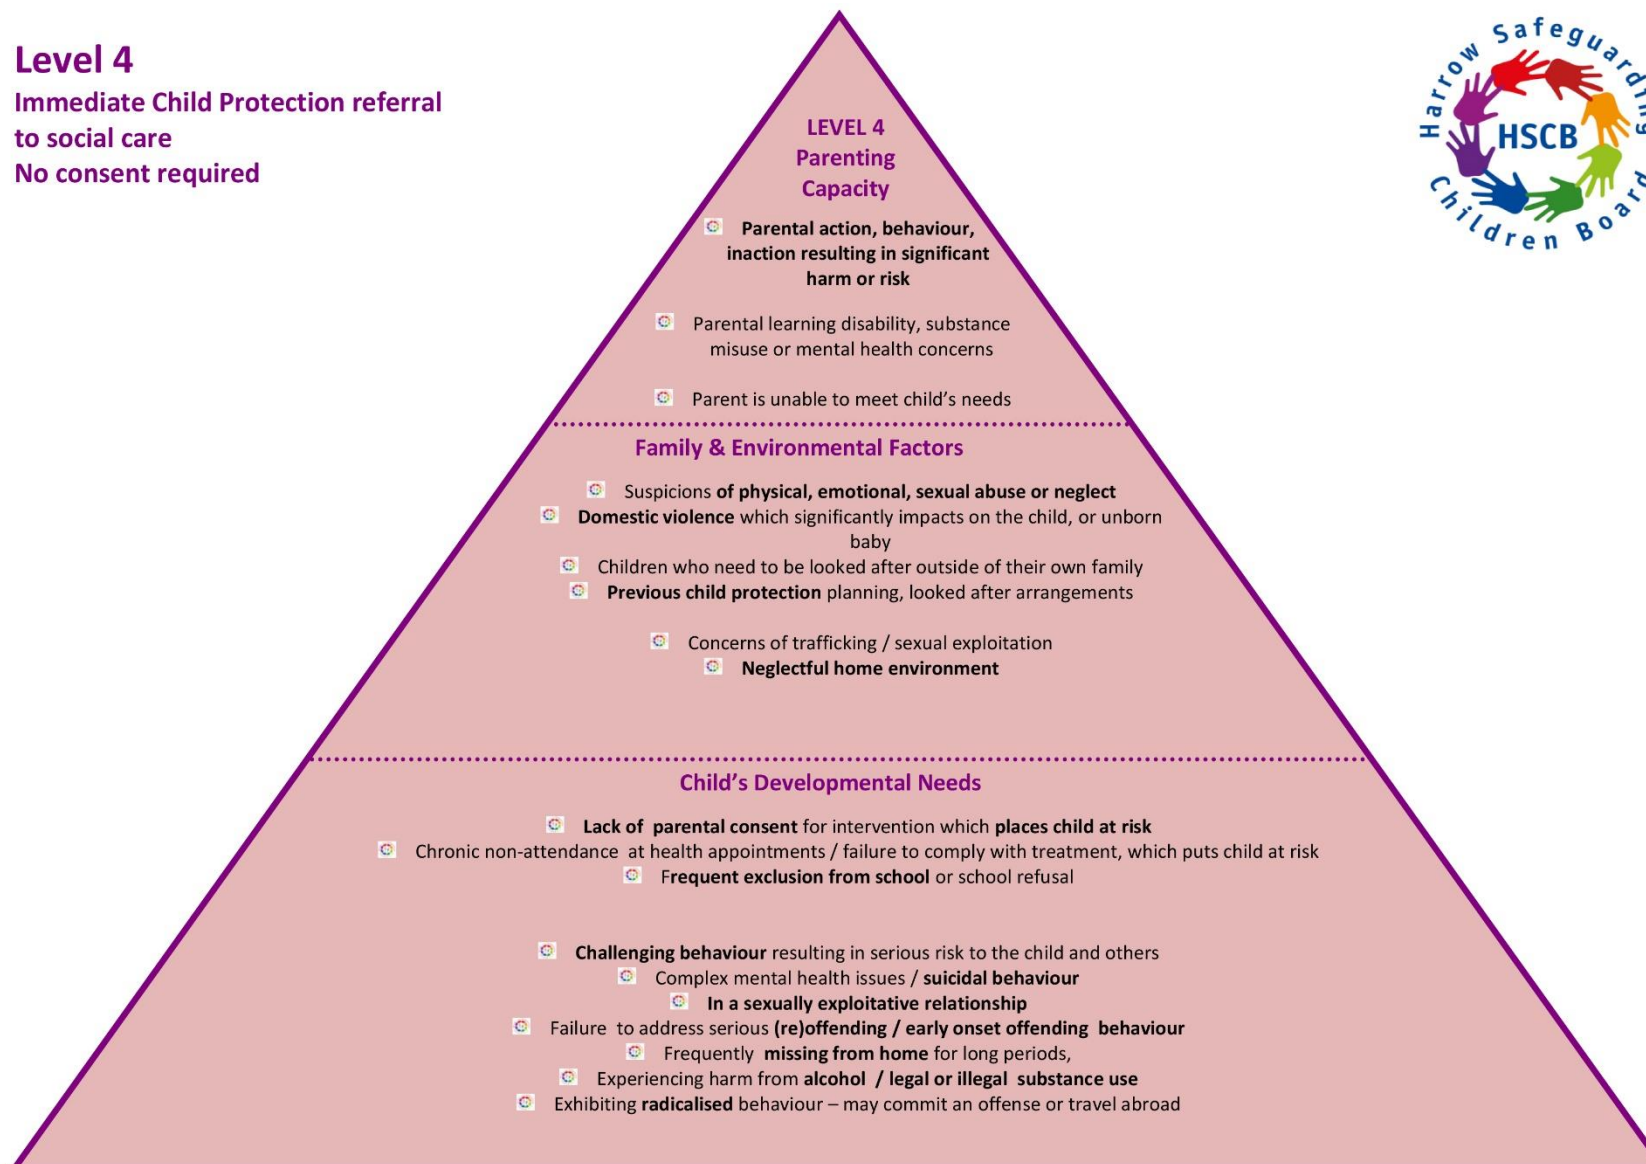 Level 4
Immediate Child Protection referral
to social care
No consent required
Harrow Safeguarding
Children Board
HSCB
LEVEL 4
Parenting
Capacity
Parental action, behaviour,
inaction resulting in significant
harm or risk
Parental learning disability, substance
misuse or mental health concerns
Parent is unable to meet child’s needs
Family & Environmental Factors
Suspicions of physical, emotional, sexual abuse or neglect
Domestic violence which significantly impacts on the child, or unborn
baby
Children who need to be looked after outside of their own family
Previous child protection planning, looked after arrangements
Concerns of trafficking / sexual exploitation
Neglectful home environment
Child’s Developmental Needs
Lack of parental consent for intervention which places child at risk
Chronic non-attendance at health appointments / failure to comply with treatment, which puts child at risk
Frequent exclusion from school or school refusal
Challenging behaviour resulting in serious risk to the child and others
Complex mental health issues / suicidal behaviour
In a sexually exploitative relationship
Failure to address serious (re)offending / early onset offending behaviour
Frequently missing from home for long periods,
Experiencing harm from alcohol / legal or illegal substance use
Exhibiting radicalised behaviour – may commit an offense or travel abroad